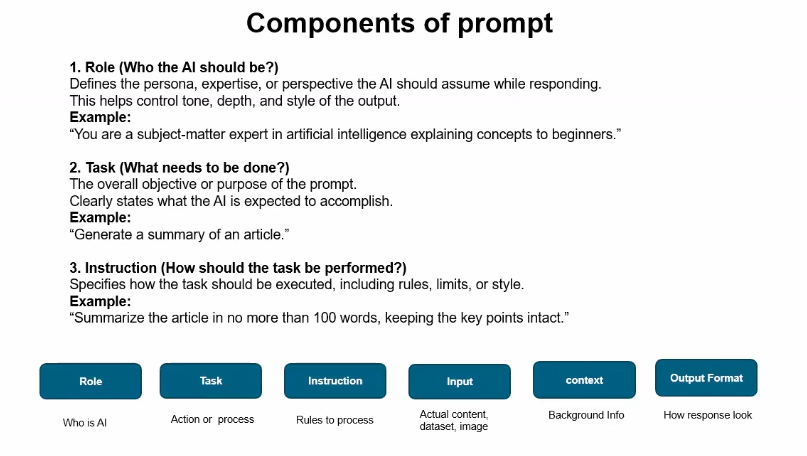 Components of prompt
1. Role (Who the AI should be?)
Defines the persona, expertise, or perspective the AI should assume while responding.
This helps control tone, depth, and style of the output.
Example:
“You are a subject-matter expert in artificial intelligence explaining concepts to beginners.”
2. Task (What needs to be done?)
The overall objective or purpose of the prompt.
Clearly states what the AI is expected to accomplish.
Example:
“Generate a summary of an article.”
3. Instruction (How should the task be performed?)
Specifies how the task should be executed, including rules, limits, or style.
Example:
“Summarize the article in no more than 100 words, keeping the key points intact.”
Role
Task
Instruction
Input
context
Output Format
Who is AI
Action or process
Rules to process
Actual content,
dataset, image
Background Info
How response look